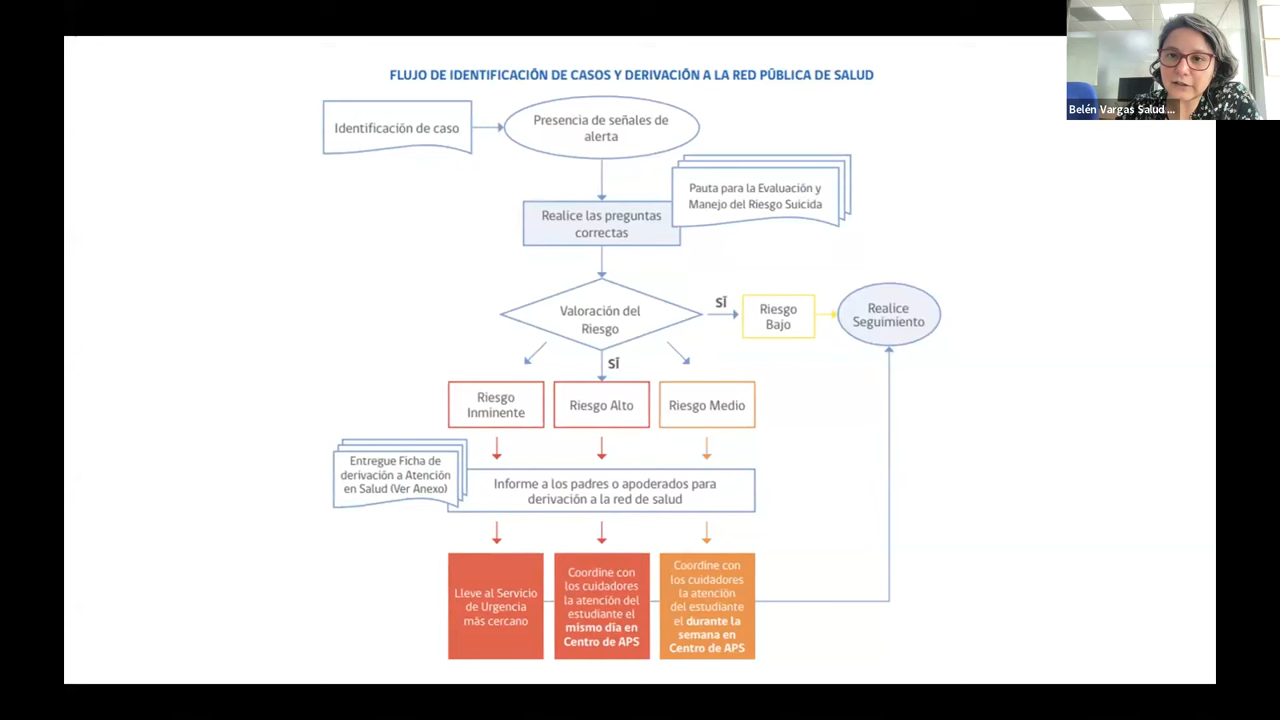 Belén Vargas Salud ...
FLUJO DE IDENTIFICACIÓN DE CASOS Y DERIVACIÓN A LA RED PÚBLICA DE SALUD
Identificación de caso
Presencia de señales de
alerta
Pauta para la Evaluación y
Manejo del Riesgo Suicida
Realice las preguntas
correctas
Valoración del
Riesgo
SÍ
Riesgo
Bajo
Realice
Seguimiento
SÍ
Riesgo
Inminente
Riesgo Alto
Riesgo Medio
Entregue Ficha de
derivación a Atención
en Salud (Ver Anexo)
Informe a los padres o apoderados para
derivación a la red de salud
Lleve al Servicio
de Urgencia
más cercano
Coordine con
los cuidadores
la atención del
estudiante el
mismo día en
Centro de APS
Coordine con
los cuidadores
la atención
del estudiante
el durante la
semana en
Centro de APS